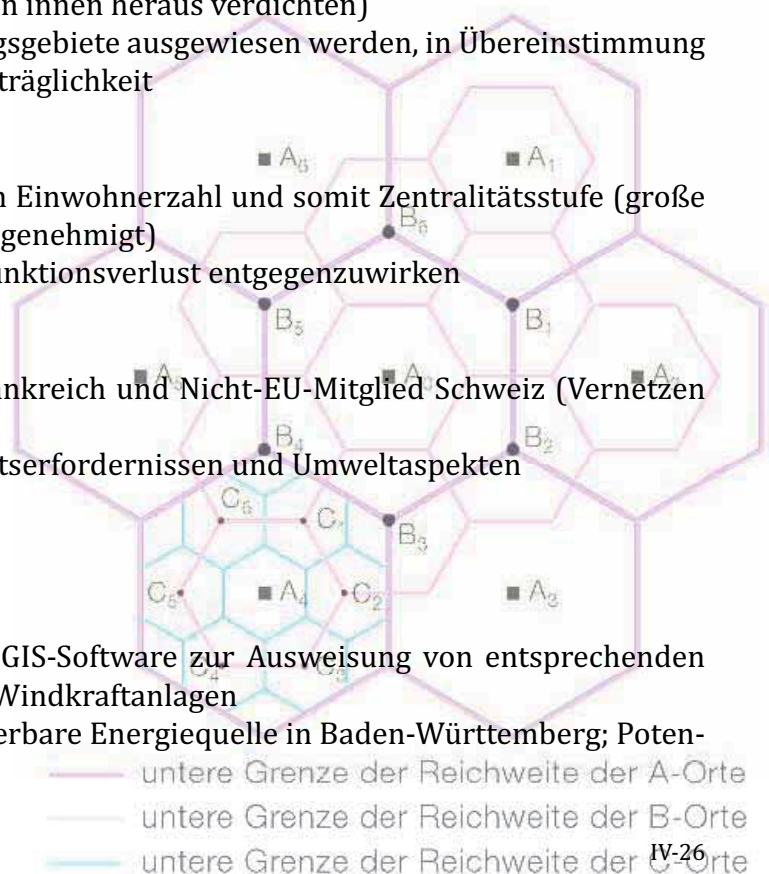 n innen heraus verdichten)
gsgebiete ausgewiesen werden, in Übereinstimmung
träglichkeit
A₆ A₁
n Einwohnerzahl und somit Zentralitätsstufe (große
B₆
genehmigt)
unktionsverlust entgegenzuwirken
B₅ B₁
ankreich und Nicht-EU-Mitglied Schweiz (Vernetzen
B₄ B₂
tserfordernissen und Umweltaspekten
C₆
B₃
C₅ A₄ C₂ A₃
GIS-Software zur Ausweisung von entsprechenden
Windkraftanlagen
erbare Energiequelle in Baden-Württemberg; Poten-
untere Grenze der Reichweite der A-Orte
untere Grenze der Reichweite der B-Orte
untere Grenze der Reichweite der C-Orte
IV-26